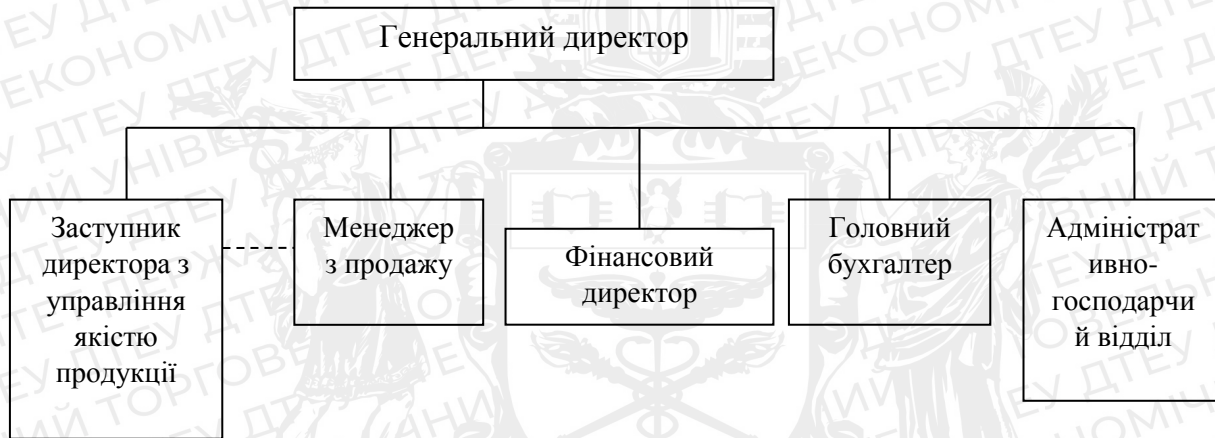 Генеральний директор
Заступник
директора з
управління
якістю
продукції
Менеджер
з продажу
Фінансовий
директор
Головний
бухгалтер
Адміністрат
ивно-
господарчи
й відділ